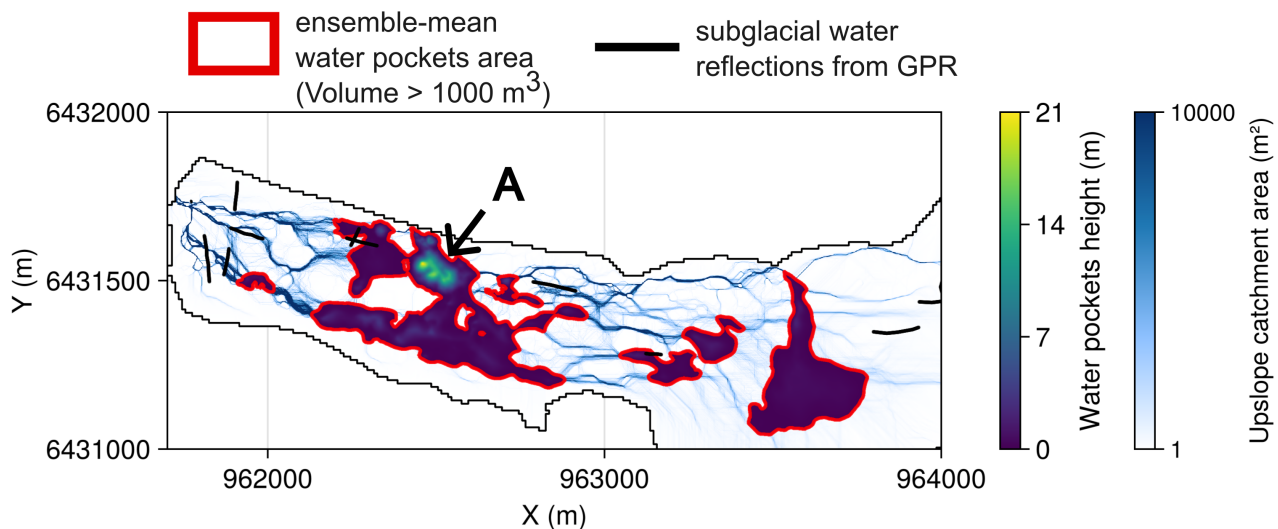 ensemble-mean
water pockets area
(Volume > 1000 m³)
subglacial water
reflections from GPR
A
6432000
6431500
6431000
Y (m)
962000
963000
964000
X (m)
21
14
7
0
Water pockets height (m)
10000
1
Upslope catchment area (m²)